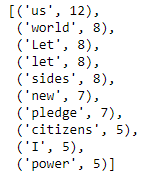 [('us', 12),
('world', 8),
('Let', 8),
('let', 8),
('sides', 8),
('new', 7),
('pledge', 7),
('citizens', 5),
('I', 5),
('power', 5)]